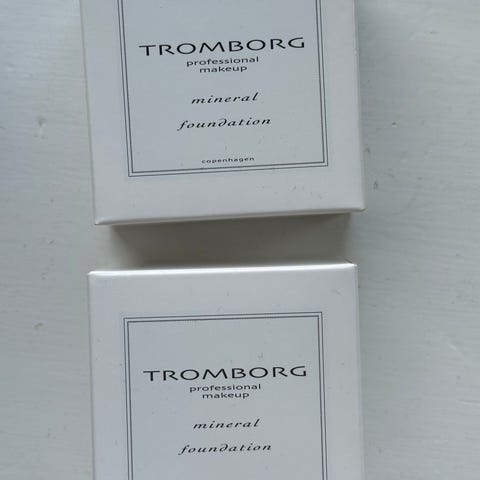 TROMBORG
professional
makeup
mineral
foundation
copenhagen
TROMBORG
professional
makeup
mineral
foundation